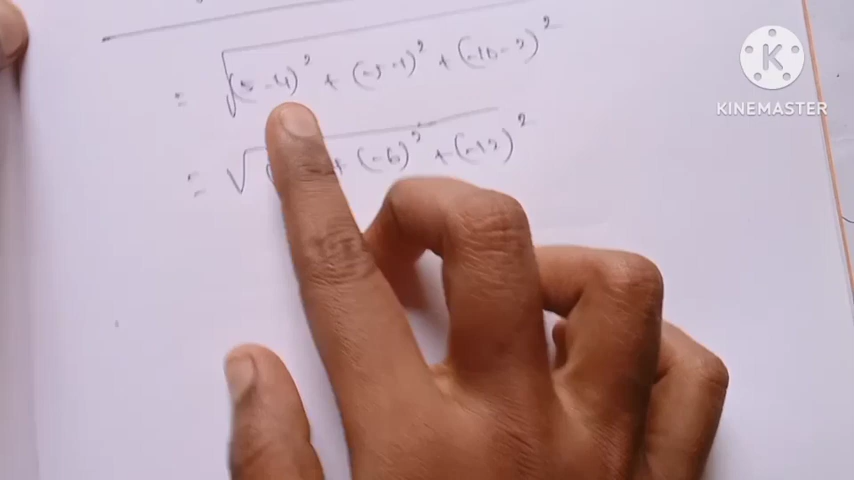 = √(5-4)² + (-5-1)² + (-10-2)²
= √( + (-6)² + (-12)²
KINEMASTER